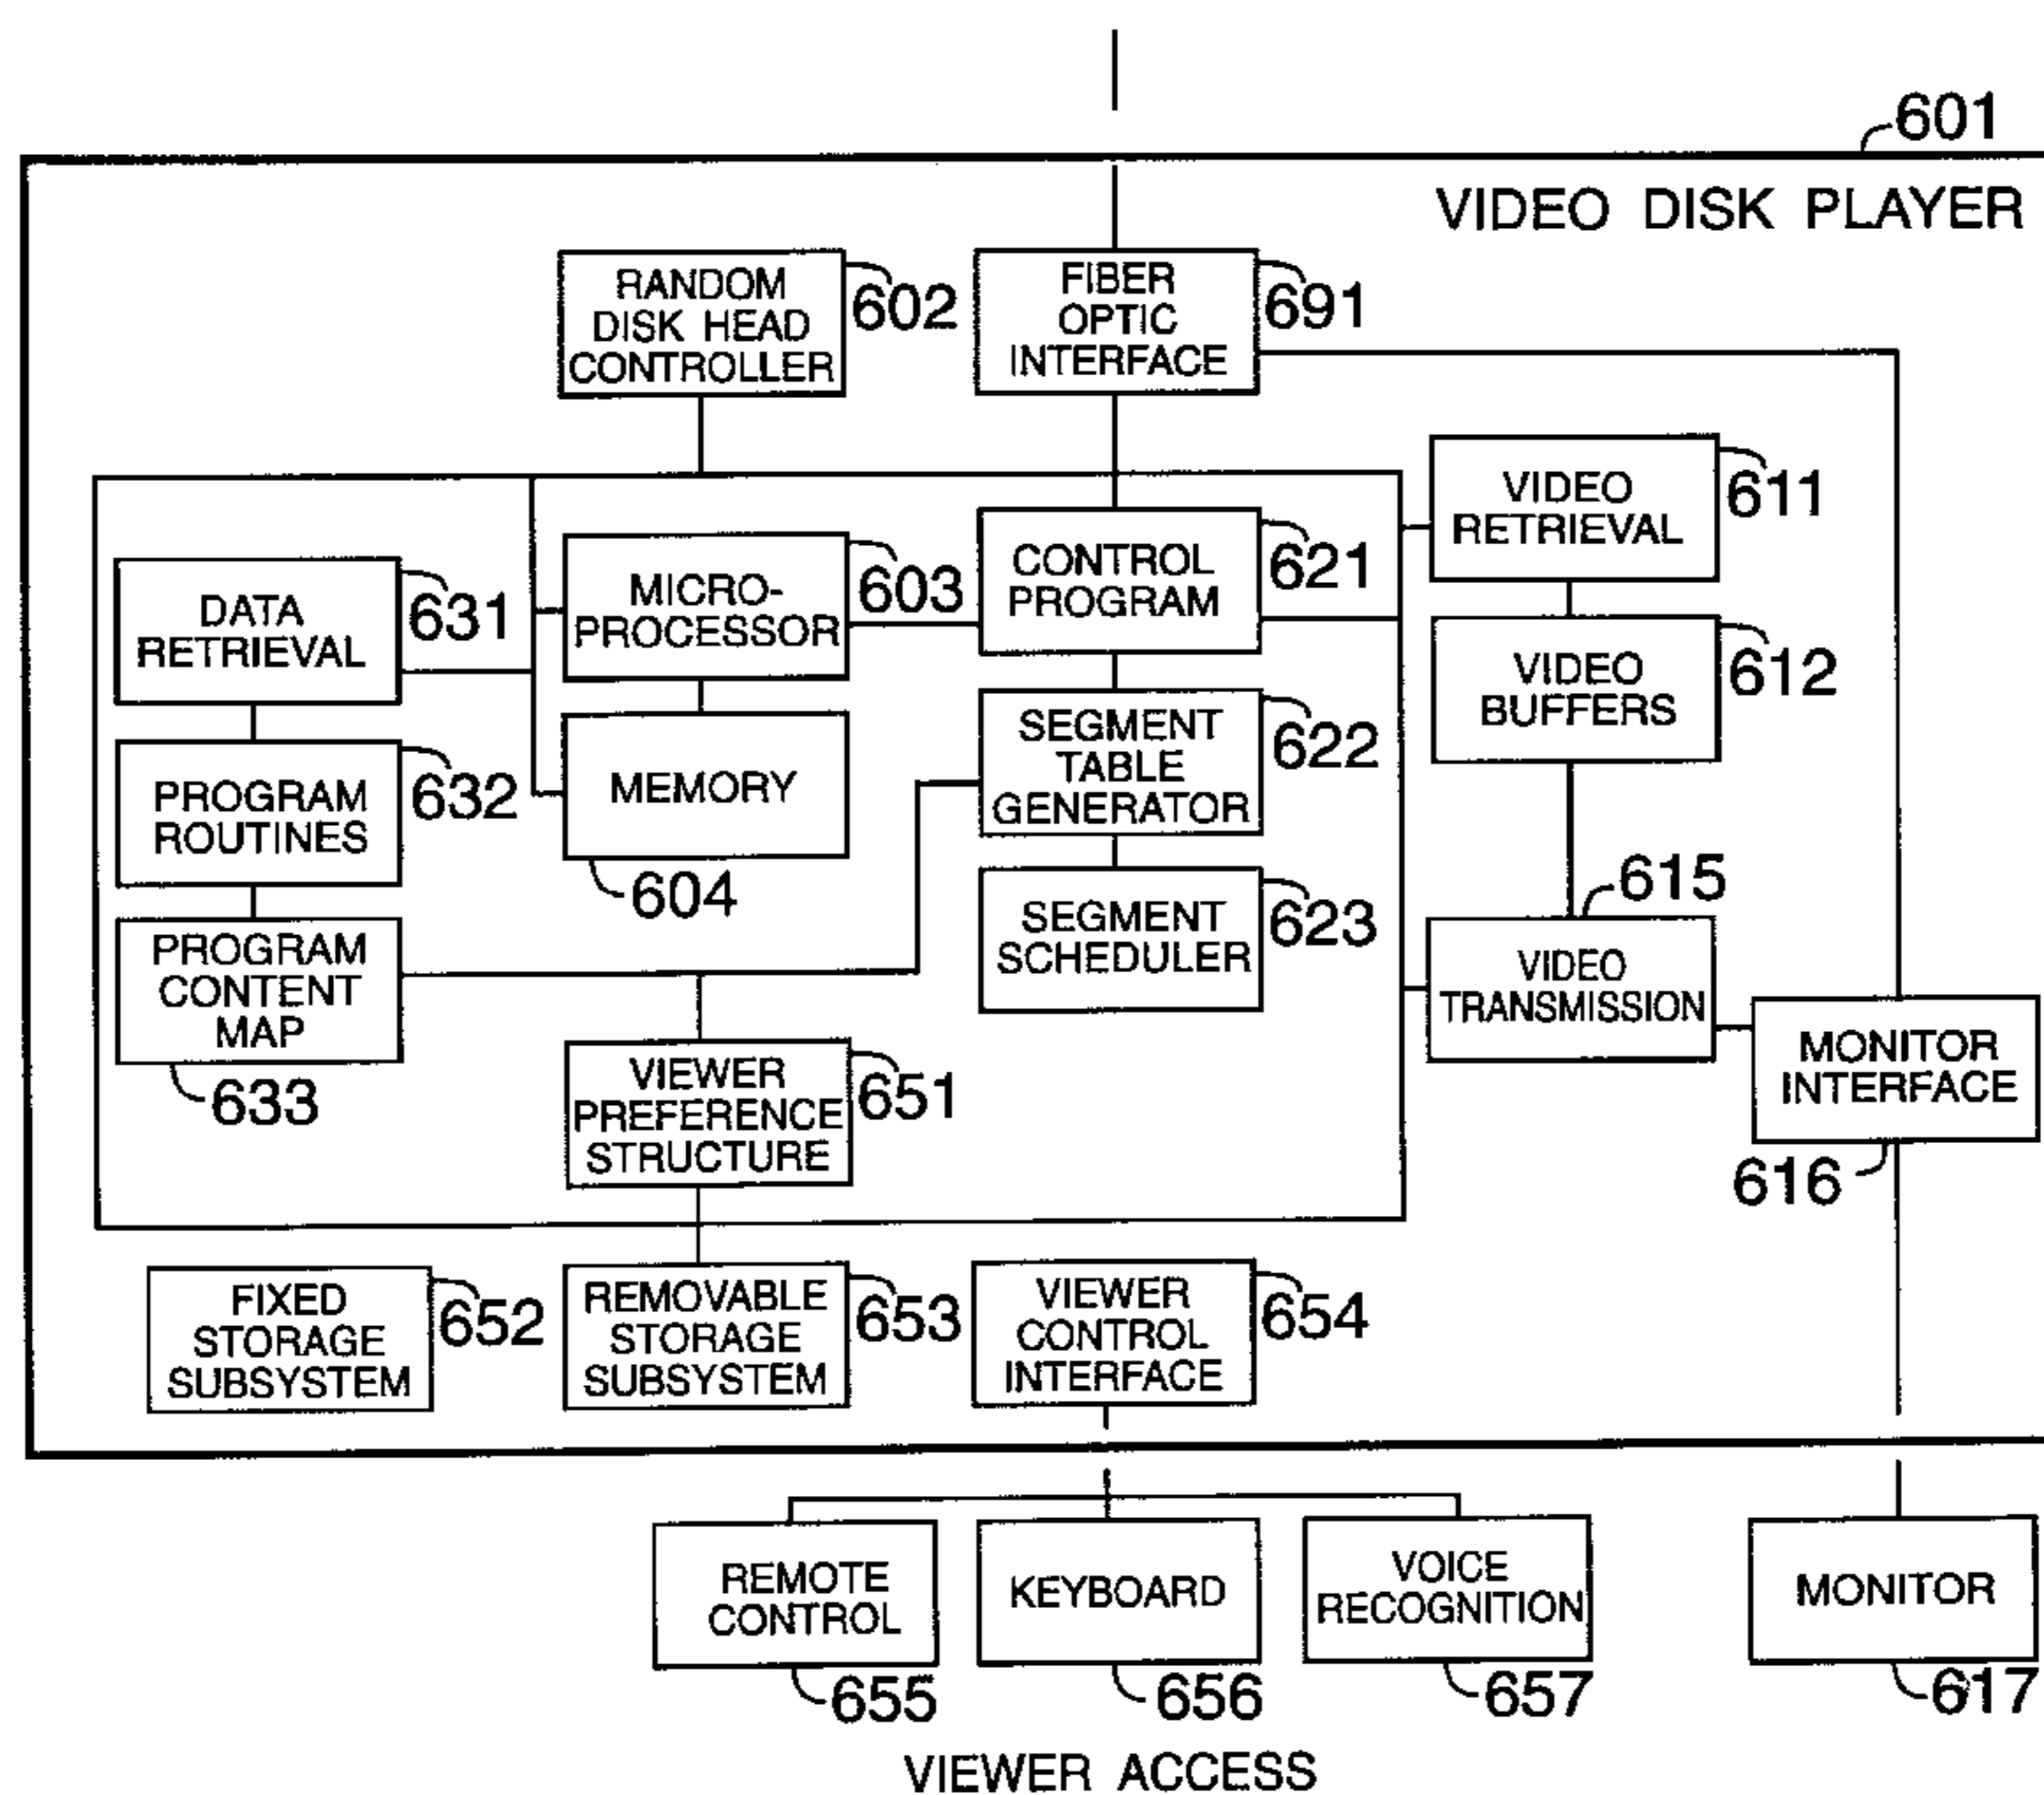 601
VIDEO DISK PLAYER
RANDOM
DISK HEAD
CONTROLLER
602
FIBER
OPTIC
INTERFACE
691
VIDEO
RETRIEVAL
611
DATA
RETRIEVAL
631
MICRO-
PROCESSOR
603
CONTROL
PROGRAM
621
VIDEO
BUFFERS
612
PROGRAM
ROUTINES
632
MEMORY
604
SEGMENT
TABLE
GENERATOR
622
PROGRAM
CONTENT
MAP
633
SEGMENT
SCHEDULER
623
615
VIDEO
TRANSMISSION
MONITOR
INTERFACE
616
VIEWER
PREFERENCE
STRUCTURE
651
FIXED
STORAGE
SUBSYSTEM
652
REMOVABLE
STORAGE
SUBSYSTEM
653
VIEWER
CONTROL
INTERFACE
654
REMOTE
CONTROL
655
KEYBOARD
656
VOICE
RECOGNITION
657
MONITOR
617
VIEWER ACCESS